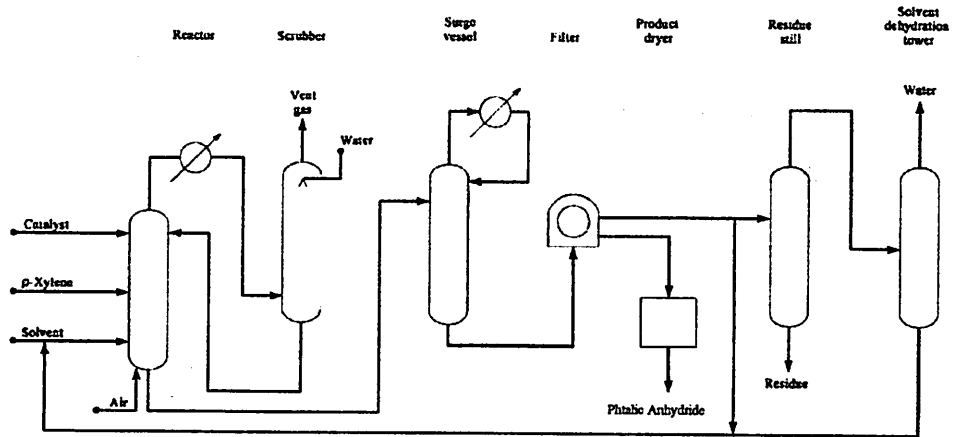 Reactor
Scrubber
Surge
vessel
Filter
Product
dryer
Residue
still
Solvent
dehydration
tower
Vent
gas
Water
Water
Catalyst
p-Xylene
Solvent
Air
Residue
Phtalic Anhydride